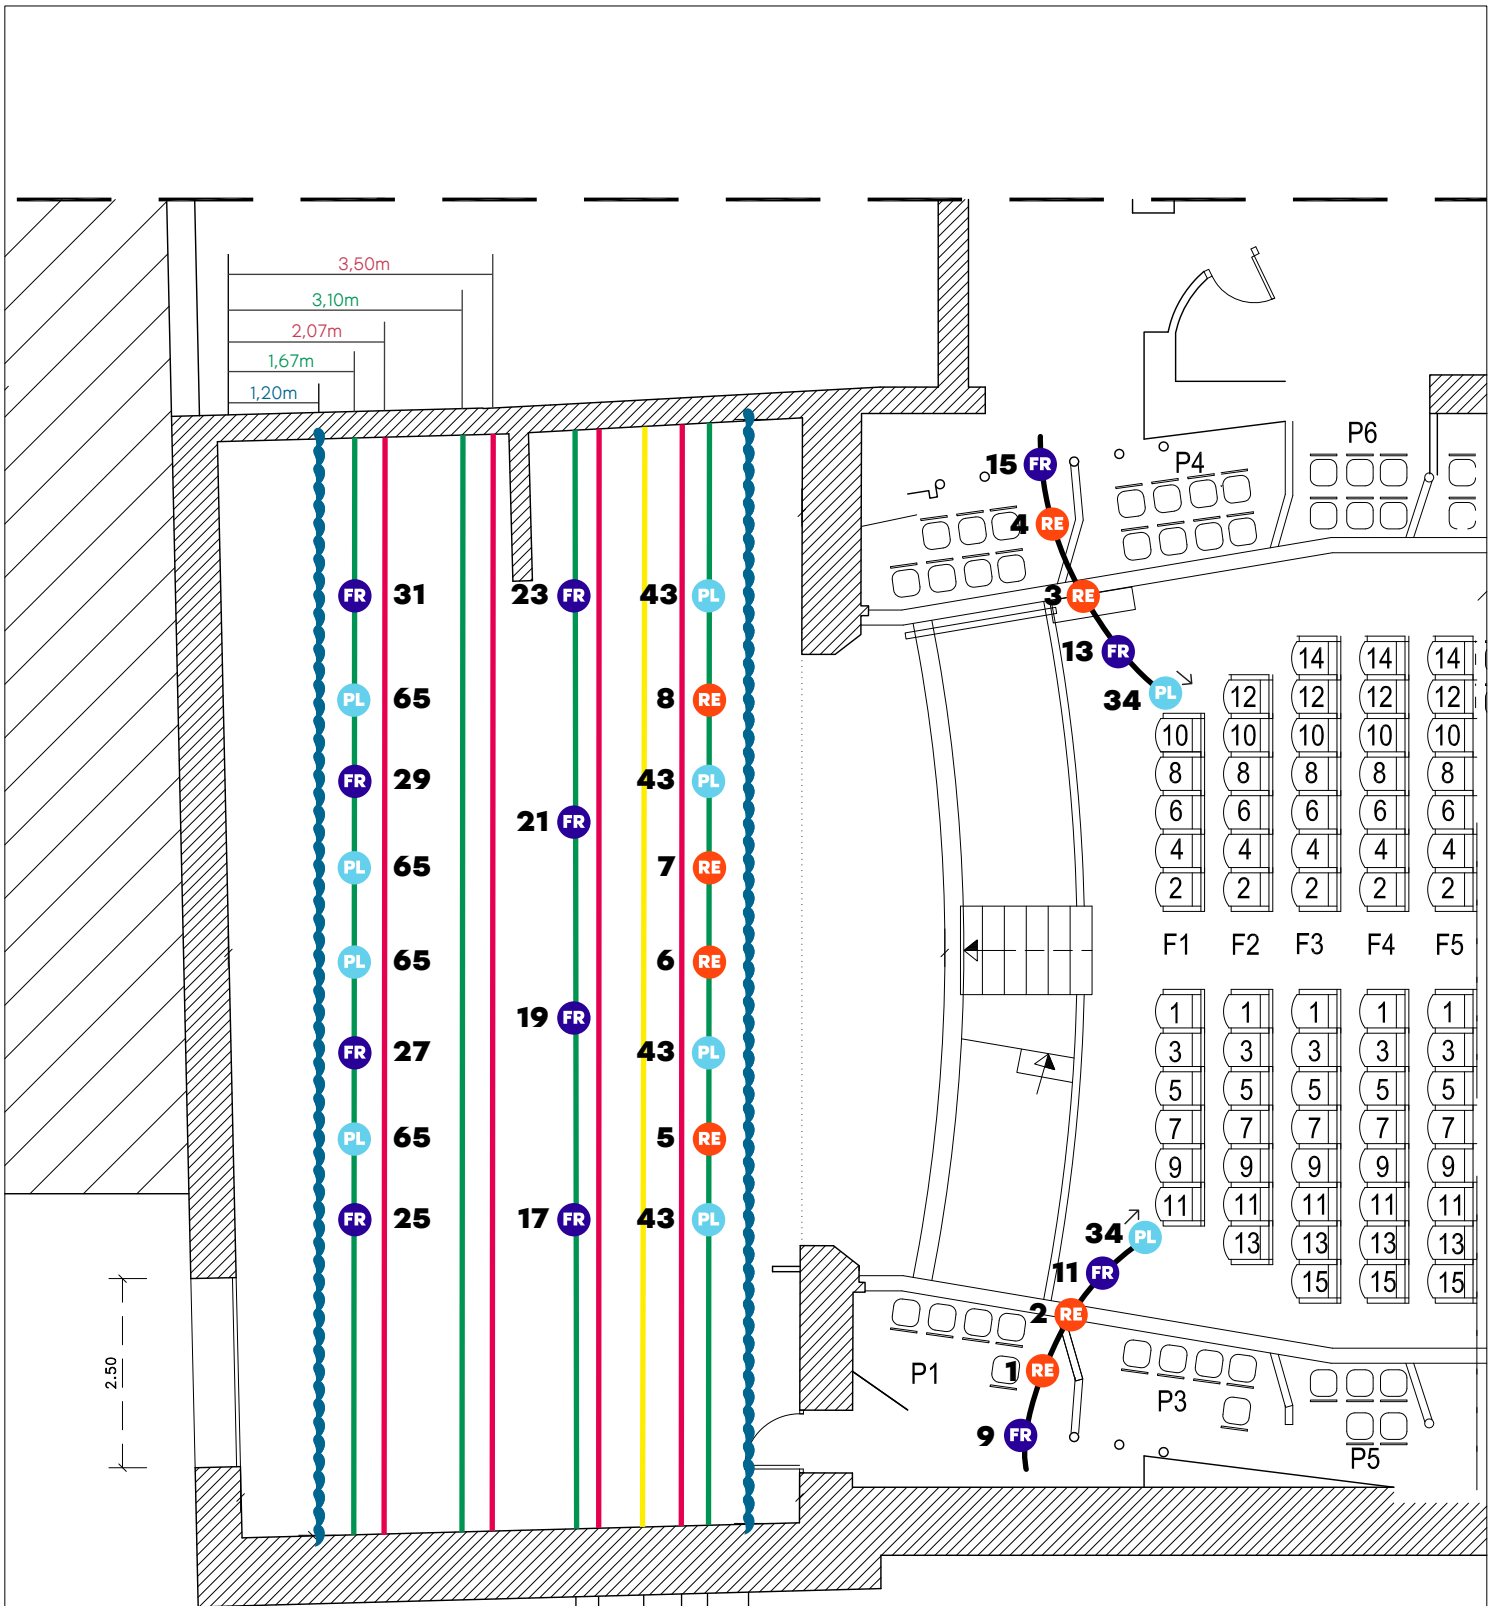 3,50m
3,10m
2,07m
1,67m
1,20m
P6
15 FR
P4
4 RE
FR 31
23 FR
43 PL
3 RE
13 FR
14 14 14
34 PL
12 12 12 12
PL 65
8 RE
10 10 10 10 10
FR 29
43 PL
8 8 8 8 8
21 FR
6 6 6 6 6
PL 65
7 RE
4 4 4 4 4
2 2 2 2 2
F1 F2 F3 F4 F5
PL 65
6 RE
19 FR
1 1 1 1 1
FR 27
43 PL
3 3 3 3 3
5 5 5 5 5
PL 65
5 RE
7 7 7 7 7
9 9 9 9 9
11 11 11 11 11
FR 25
17 FR
43 PL
34 PL
13 13 13 13
11 FR
15 15 15
2 RE
2.50
P1
1 RE
P3
9 FR
P5